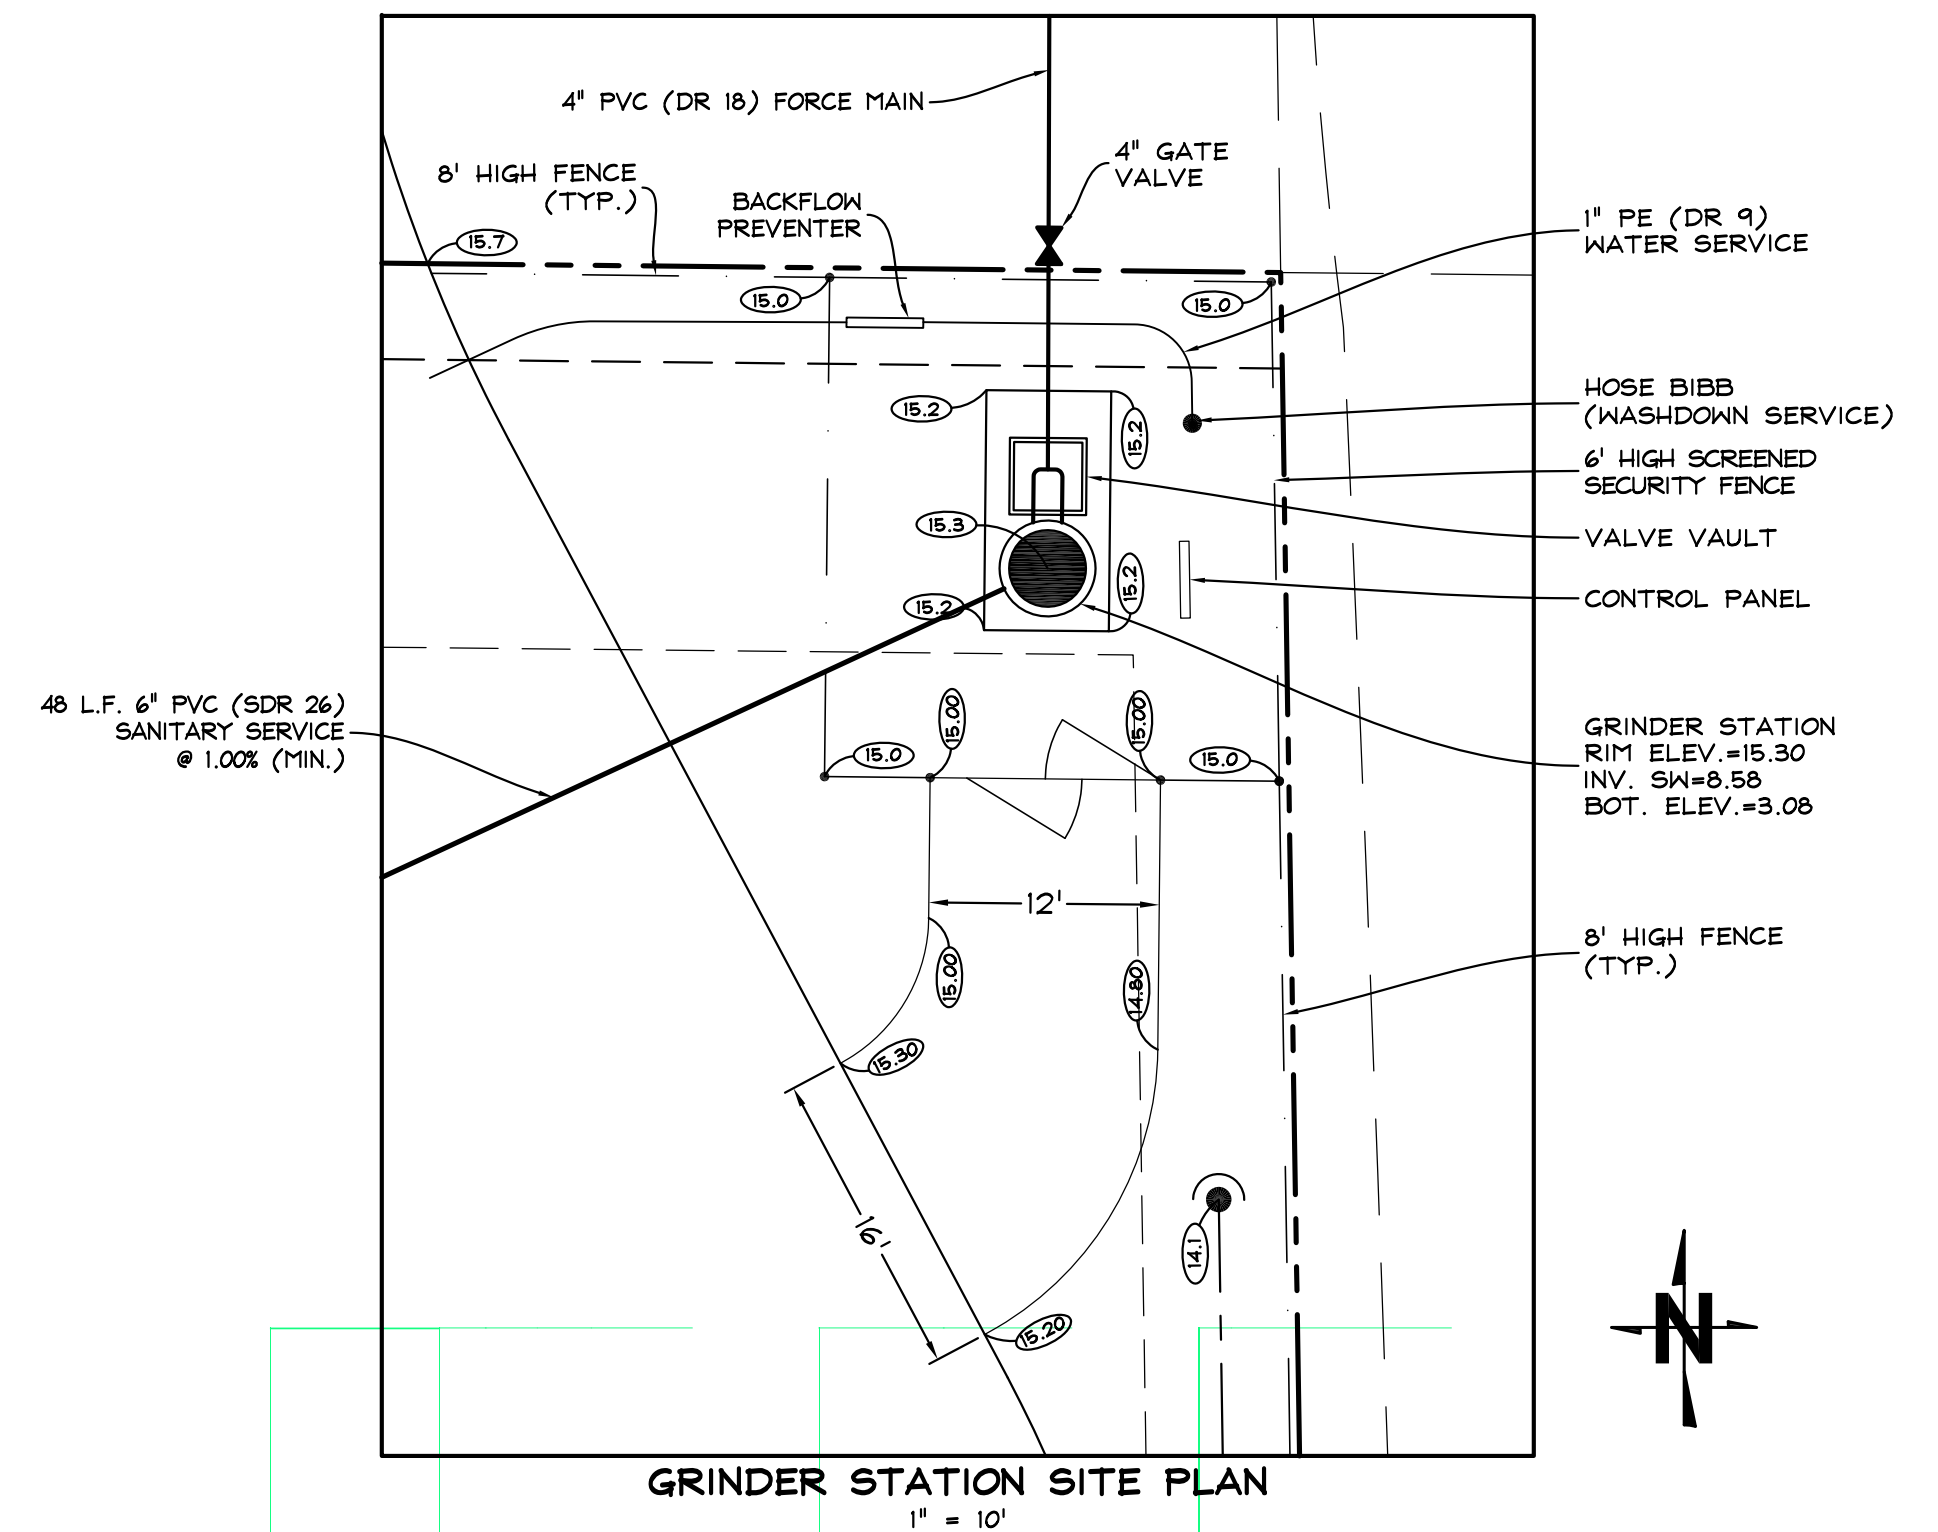 4" PVC (DR 18) FORCE MAIN
4" GATE
VALVE
8' HIGH FENCE
(TYP.)
BACKFLOW
PREVENTER
1" PE (DR 9)
WATER SERVICE
15.7
15.0
15.0
HOSE BIBB
(WASHDOWN SERVICE)
15.2
15.2
6' HIGH SCREENED
SECURITY FENCE
15.3
VALVE VAULT
15.2
15.2
CONTROL PANEL
48 L.F. 6" PVC (SDR 26)
SANITARY SERVICE
@ 1.00% (MIN.)
15.00
15.00
15.0
15.0
GRINDER STATION
RIM ELEV.=15.30
INV. SW=8.58
BOT. ELEV.=3.08
12'
8' HIGH FENCE
(TYP.)
15.00
14.80
15.30
16'
14.1
15.20
N
GRINDER STATION SITE PLAN
1" = 10'